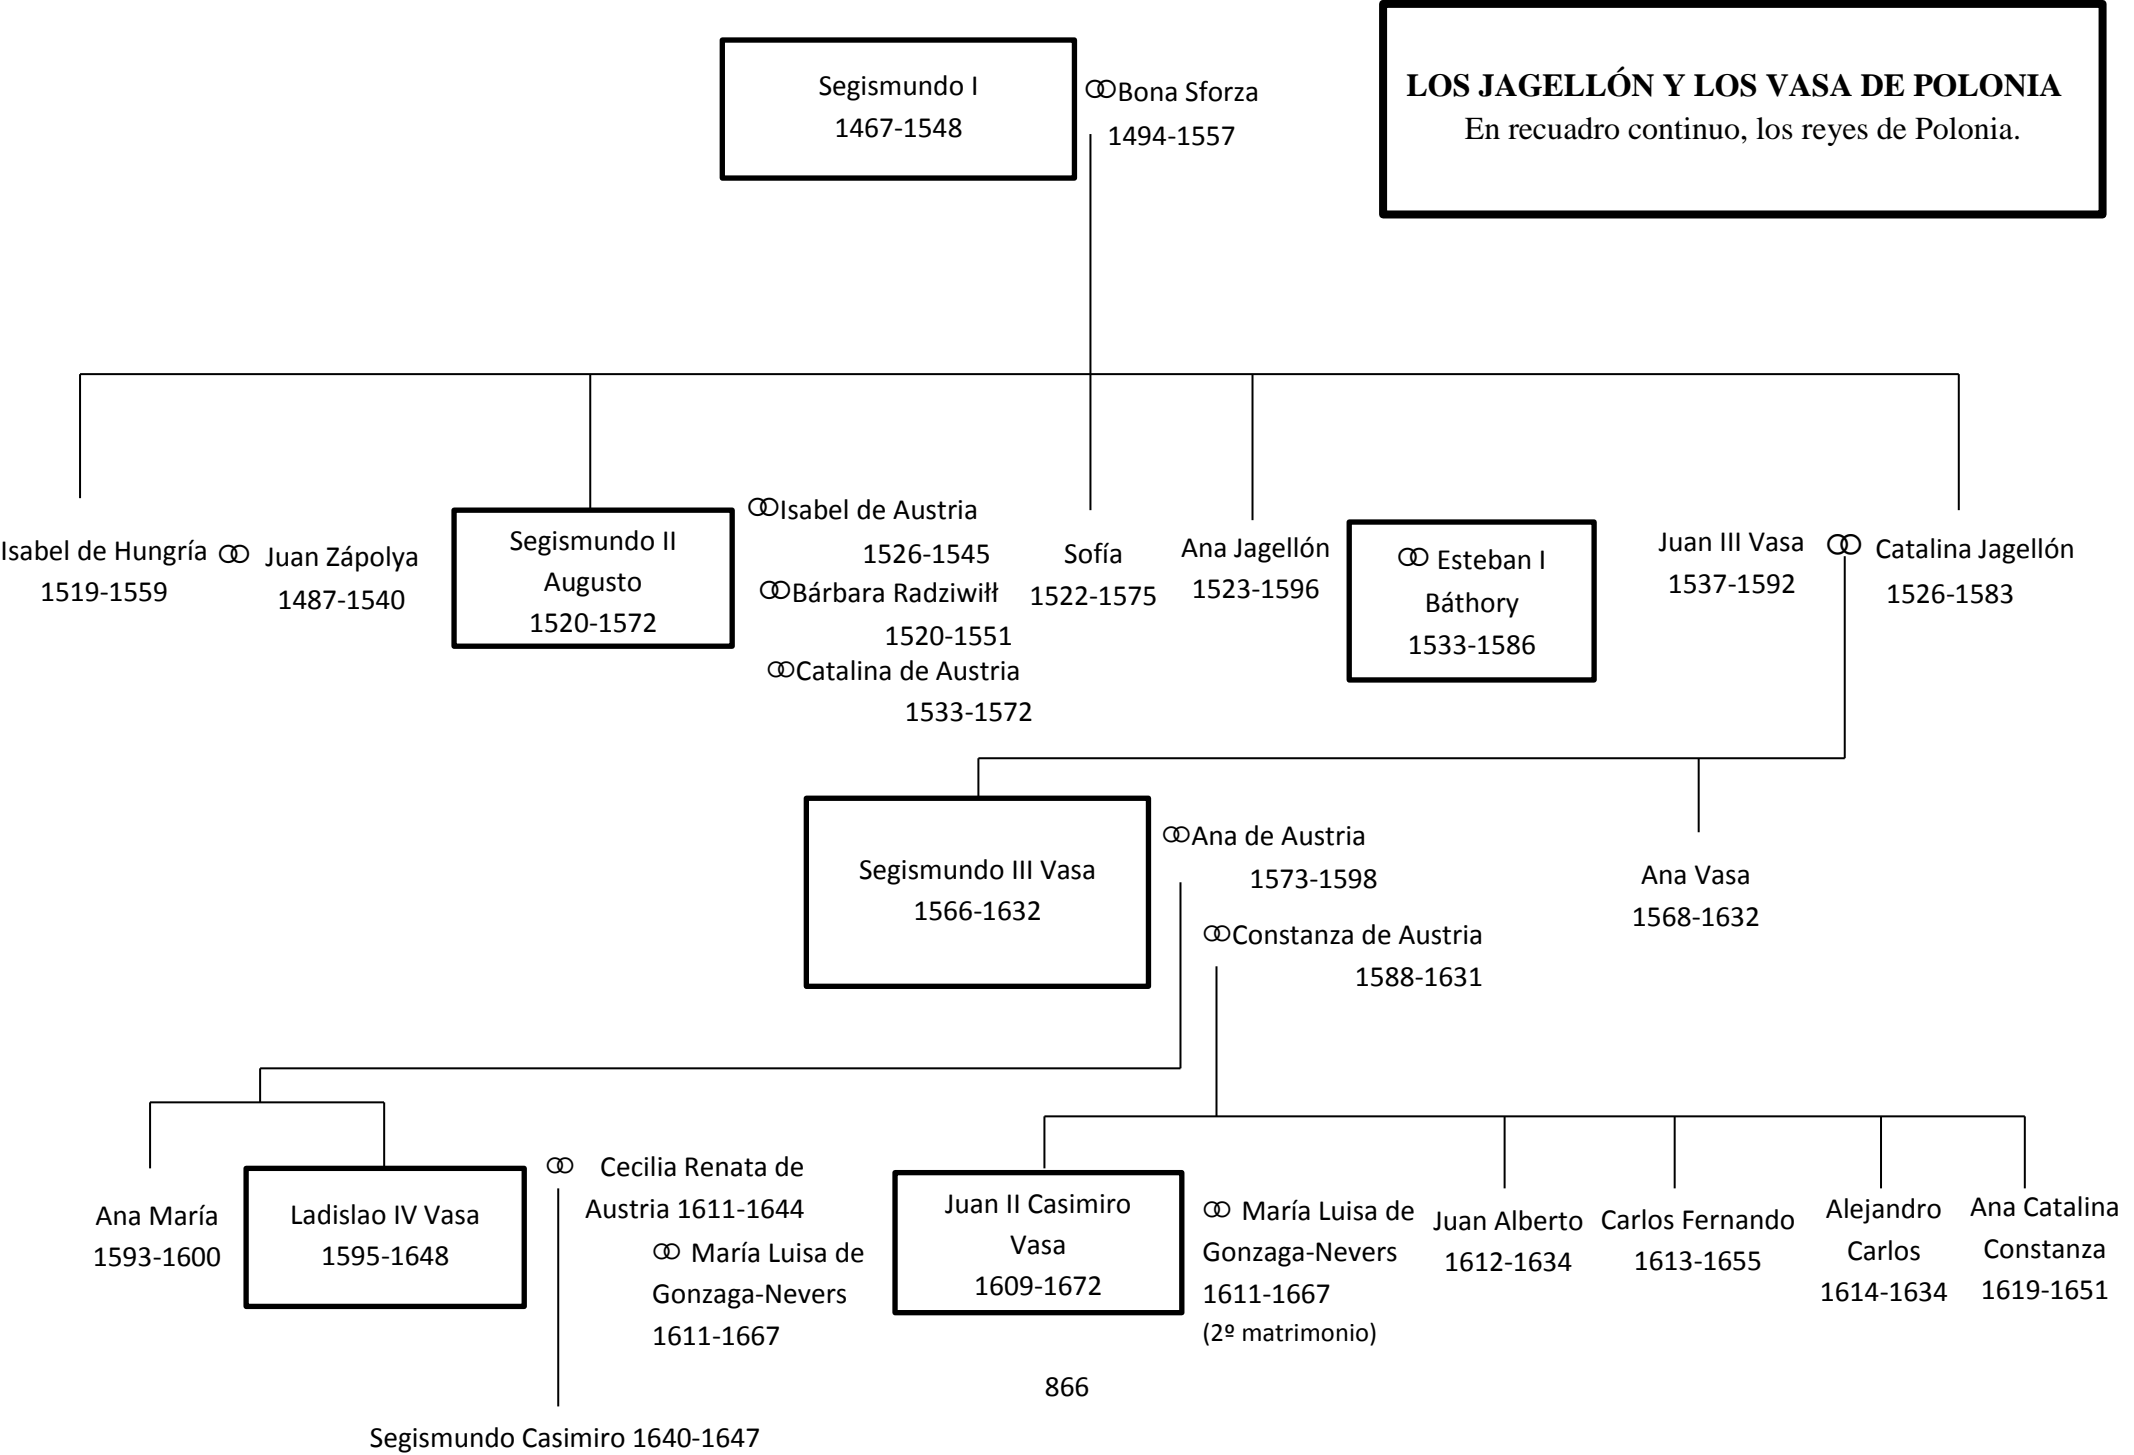 LOS JAGELLÓN Y LOS VASA DE POLONIA
En recuadro continuo, los reyes de Polonia.
Segismundo I
1467-1548
Bona Sforza
1494-1557
Isabel de Hungría
1519-1559
Juan Zápolya
1487-1540
Segismundo II
Augusto
1520-1572
Isabel de Austria
1526-1545
Bárbara Radziwiłł
1520-1551
Catalina de Austria
1533-1572
Sofía
1522-1575
Ana Jagellón
1523-1596
Esteban I
Báthory
1533-1586
Juan III Vasa
1537-1592
Catalina Jagellón
1526-1583
Segismundo III Vasa
1566-1632
Ana de Austria
1573-1598
Constanza de Austria
1588-1631
Ana Vasa
1568-1632
Ana María
1593-1600
Ladislao IV Vasa
1595-1648
Cecilia Renata de
Austria 1611-1644
María Luisa de
Gonzaga-Nevers
1611-1667
Juan II Casimiro
Vasa
1609-1672
María Luisa de
Gonzaga-Nevers
1611-1667
(2º matrimonio)
Juan Alberto
1612-1634
Carlos Fernando
1613-1655
Alejandro
Carlos
1614-1634
Ana Catalina
Constanza
1619-1651
866
Segismundo Casimiro 1640-1647